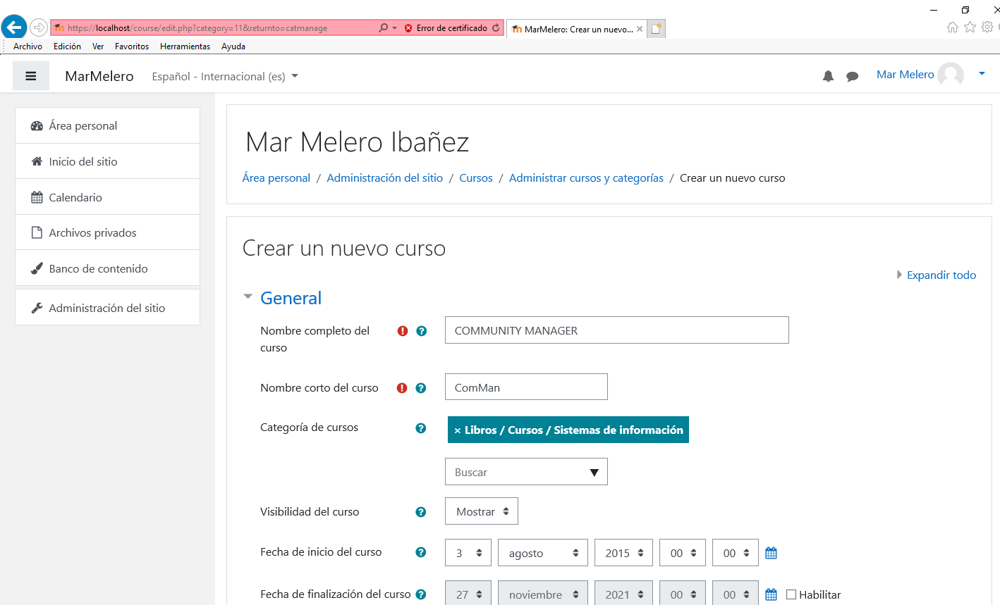 https://localhost/course/edit.php?category=11&returnto=catmanage
Error de certificado
MarMelero: Crear un nuevo...
Archivo Edición Ver Favoritos Herramientas Ayuda
MarMelero
Español - Internacional (es)
Mar Melero
Área personal
Inicio del sitio
Calendario
Archivos privados
Banco de contenido
Administración del sitio
Mar Melero Ibañez
Área personal / Administración del sitio / Cursos / Administrar cursos y categorías / Crear un nuevo curso
Crear un nuevo curso
Expandir todo
General
Nombre completo del
curso
COMMUNITY MANAGER
Nombre corto del curso
ComMan
Categoría de cursos
× Libros / Cursos / Sistemas de información
Buscar
Visibilidad del curso
Mostrar
Fecha de inicio del curso
3 agosto 2015 00 00
Fecha de finalización del curso
27 noviembre 2021 00 00 Habilitar